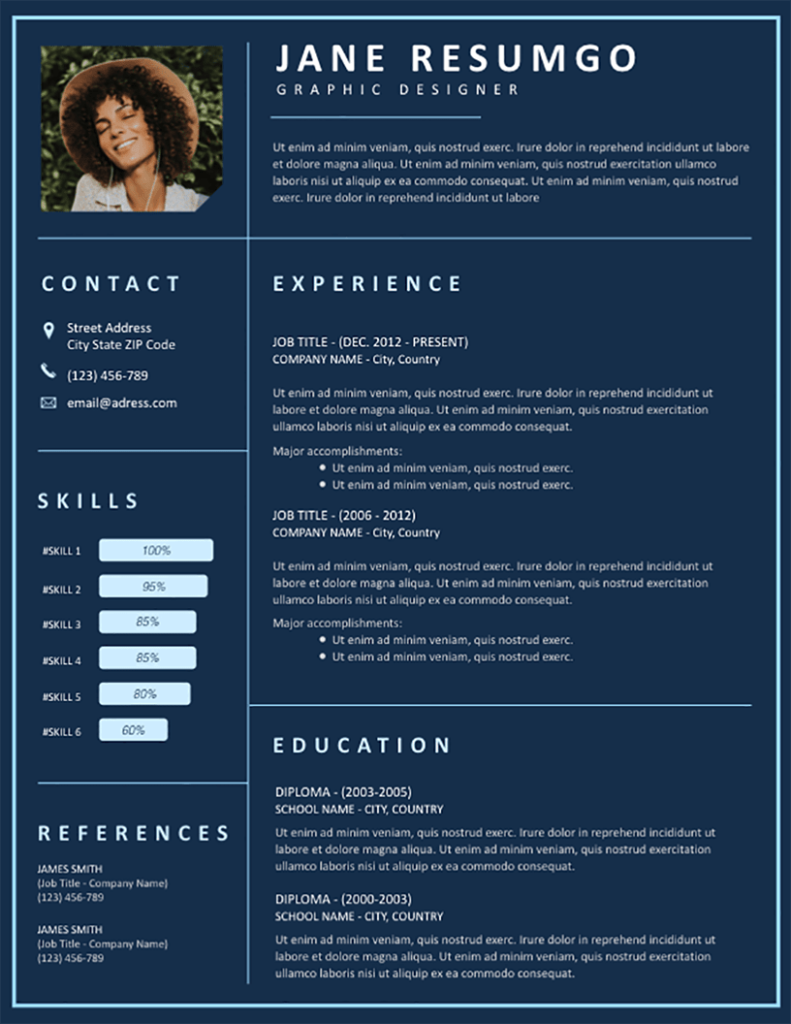 JANE RESUMGO
GRAPHIC DESIGNER
Ut enim ad minim veniam, quis nostrud exerc. Irure dolor in reprehend incididunt ut labore
et dolore magna aliqua. Ut enim ad minim veniam, quis nostrud exercitation ullamco
laboris nisi ut aliquip ex ea commodo consequat. Ut enim ad minim veniam, quis nostrud
exerc. Irure dolor in reprehend incididunt ut labore
CONTACT
Street Address
City State ZIP Code
(123) 456-789
email@adress.com
SKILLS
#SKILL 1 100%
#SKILL 2 95%
#SKILL 3 85%
#SKILL 4 85%
#SKILL 5 80%
#SKILL 6 60%
REFERENCES
JAMES SMITH
(Job Title - Company Name)
(123) 456-789
JAMES SMITH
(Job Title - Company Name)
(123) 456-789
EXPERIENCE
JOB TITLE - (DEC. 2012 - PRESENT)
COMPANY NAME - City, Country
Ut enim ad minim veniam, quis nostrud exerc. Irure dolor in reprehend incididunt ut
labore et dolore magna aliqua. Ut enim ad minim veniam, quis nostrud exercitation
ullamco laboris nisi ut aliquip ex ea commodo consequat.
Major accomplishments:
● Ut enim ad minim veniam, quis nostrud exerc.
● Ut enim ad minim veniam, quis nostrud exerc.
JOB TITLE - (2006 - 2012)
COMPANY NAME - City, Country
Ut enim ad minim veniam, quis nostrud exerc. Irure dolor in reprehend incididunt ut
labore et dolore magna aliqua. Ut enim ad minim veniam, quis nostrud exercitation
ullamco laboris nisi ut aliquip ex ea commodo consequat.
Major accomplishments:
● Ut enim ad minim veniam, quis nostrud exerc.
● Ut enim ad minim veniam, quis nostrud exerc.
EDUCATION
DIPLOMA - (2003-2005)
SCHOOL NAME - CITY, COUNTRY
Ut enim ad minim veniam, quis nostrud exerc. Irure dolor in reprehend incididunt ut
labore et dolore magna aliqua. Ut enim ad minim veniam, quis nostrud exercitation
ullamco laboris nisi ut aliquip ex ea commodo consequat.
DIPLOMA - (2000-2003)
SCHOOL NAME - CITY, COUNTRY
Ut enim ad minim veniam, quis nostrud exerc. Irure dolor in reprehend incididunt ut
labore et dolore magna aliqua. Ut enim ad minim veniam, quis nostrud exercitation
ullamco laboris nisi ut aliquip ex ea commodo consequat.